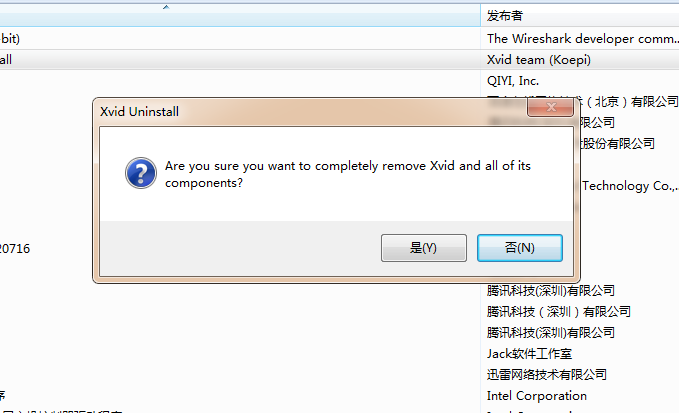 发布者
bit)
The Wireshark developer comm...
all
Xvid team (Koepi)
QIYI, Inc.
（北京）有限公司
Xvid Uninstall
有限公司
股份有限公司
Are you sure you want to completely remove Xvid and all of its
components?
Technology Co.,...
是(Y)
否(N)
20716
腾讯科技(深圳)有限公司
腾讯科技（深圳）有限公司
腾讯科技(深圳)有限公司
Jack软件工作室
迅雷网络技术有限公司
序
Intel Corporation